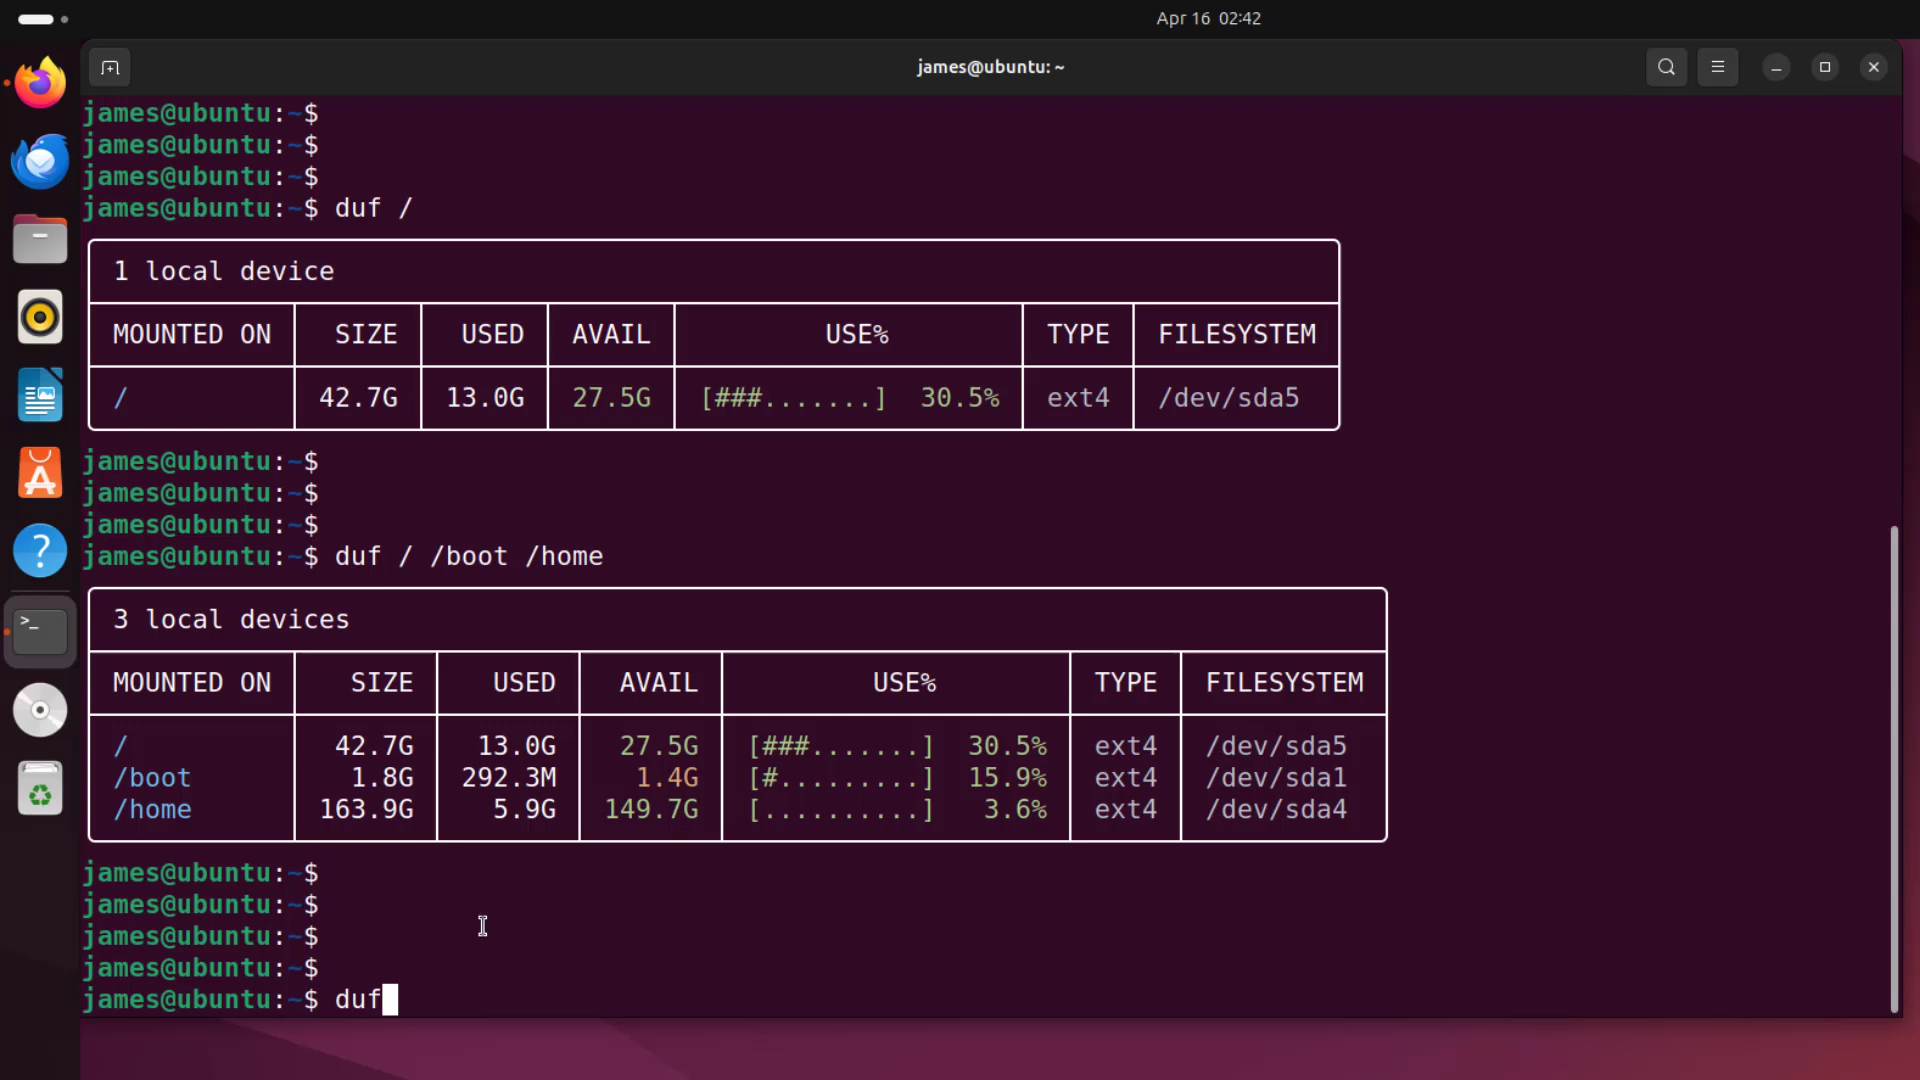 Apr 16 02:42
james@ubuntu: ~
james@ubuntu:~$
james@ubuntu:~$
james@ubuntu:~$
james@ubuntu:~$ duf /
1 local device
MOUNTED ON SIZE USED AVAIL USE% TYPE FILESYSTEM
/ 42.7G 13.0G 27.5G [###.......] 30.5% ext4 /dev/sda5
james@ubuntu:~$
james@ubuntu:~$
james@ubuntu:~$
james@ubuntu:~$ duf / /boot /home
3 local devices
MOUNTED ON SIZE USED AVAIL USE% TYPE FILESYSTEM
/ 42.7G 13.0G 27.5G [###.......] 30.5% ext4 /dev/sda5
/boot 1.8G 292.3M 1.4G [#.........] 15.9% ext4 /dev/sda1
/home 163.9G 5.9G 149.7G [..........] 3.6% ext4 /dev/sda4
james@ubuntu:~$
james@ubuntu:~$
james@ubuntu:~$
james@ubuntu:~$
james@ubuntu:~$ duf